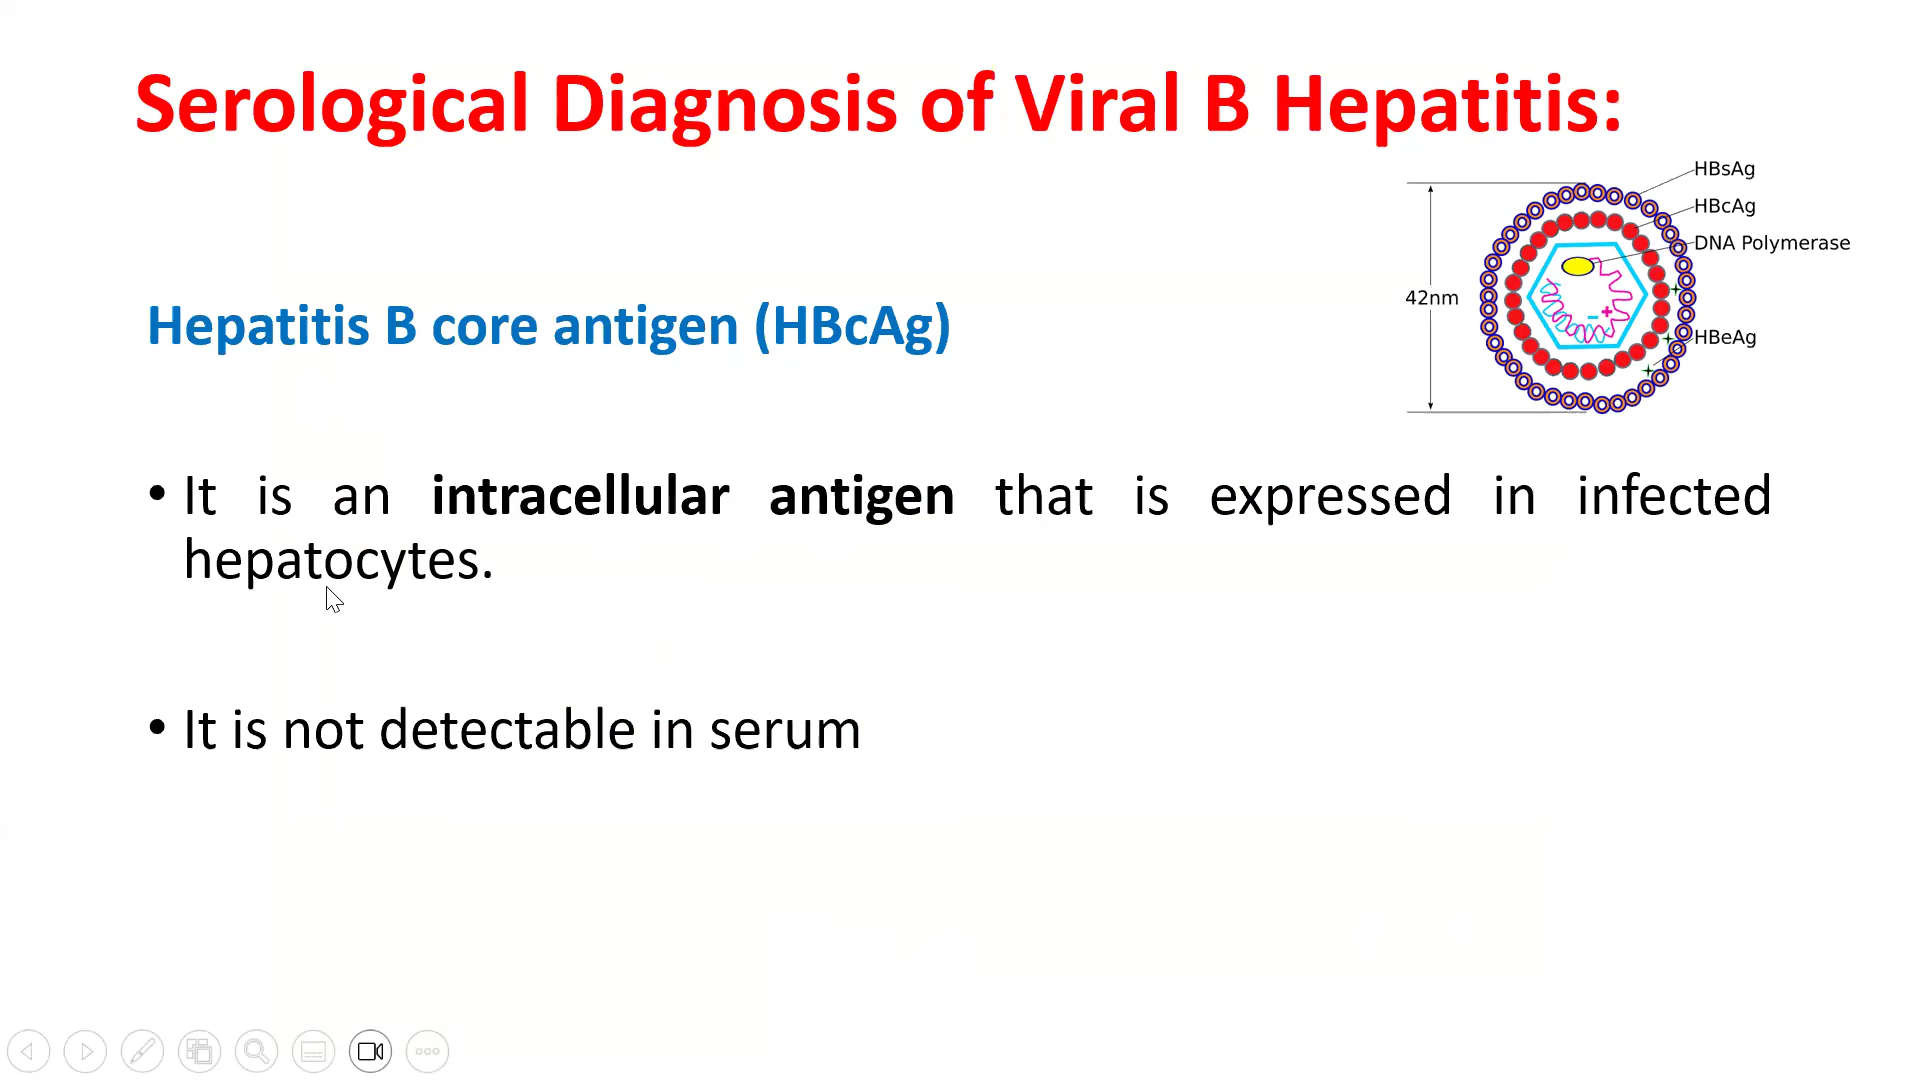 Serological Diagnosis of Viral B Hepatitis:
HBsAg
HBcAg
DNA Polymerase
42nm
HBeAg
Hepatitis B core antigen (HBcAg)
• It is an intracellular antigen that is expressed in infected
hepatocytes.
• It is not detectable in serum